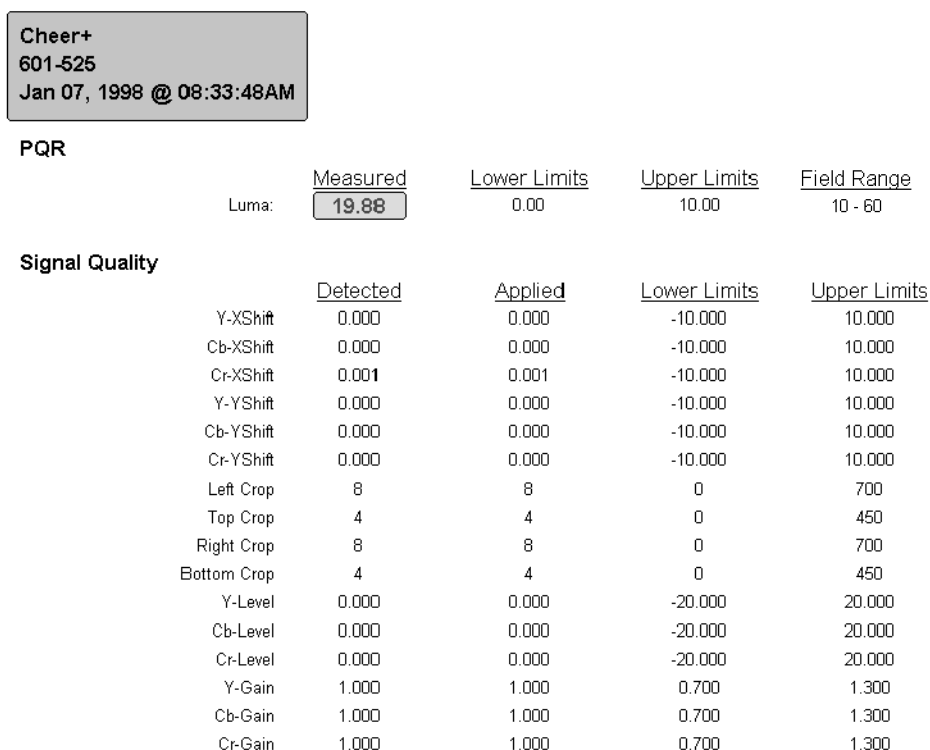 Cheer+
601-525
Jan 07, 1998 @ 08:33:48AM
PQR
Measured Lower Limits Upper Limits Field Range
Luma: 19.88 0.00 10.00 10 - 60
Signal Quality
Detected Applied Lower Limits Upper Limits
Y-XShift 0.000 0.000 -10.000 10.000
Cb-XShift 0.000 0.000 -10.000 10.000
Cr-XShift 0.001 0.001 -10.000 10.000
Y-YShift 0.000 0.000 -10.000 10.000
Cb-YShift 0.000 0.000 -10.000 10.000
Cr-YShift 0.000 0.000 -10.000 10.000
Left Crop 8 8 0 700
Top Crop 4 4 0 450
Right Crop 8 8 0 700
Bottom Crop 4 4 0 450
Y-Level 0.000 0.000 -20.000 20.000
Cb-Level 0.000 0.000 -20.000 20.000
Cr-Level 0.000 0.000 -20.000 20.000
Y-Gain 1.000 1.000 0.700 1.300
Cb-Gain 1.000 1.000 0.700 1.300
Cr-Gain 1.000 1.000 0.700 1.300